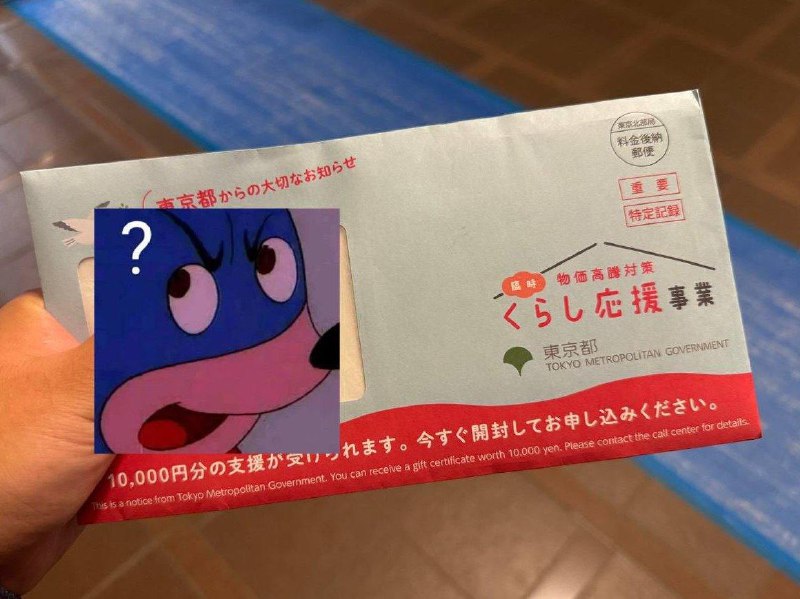 東京都からの大切なお知らせ
東京北部局
料金後納
郵便
重要
特定記録
?
臨時
物価高騰対策
くらし応援事業
東京都
TOKYO METROPOLITAN GOVERNMENT
10,000円分の支援が受けられます。今すぐ開封してお申し込みください。
This is a notice from Tokyo Metropolitan Government. You can receive a gift certificate worth 10,000 yen. Please contact the call center for details.